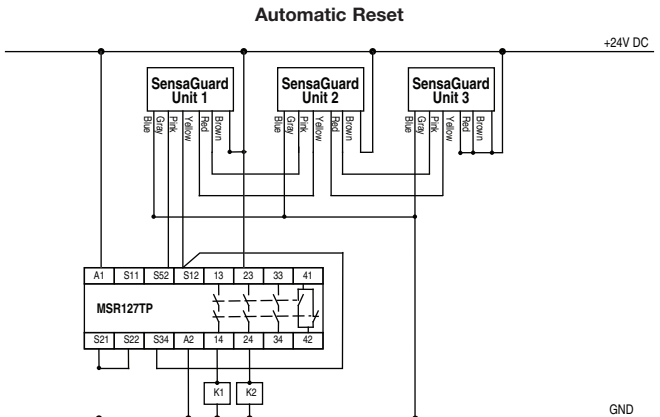 Automatic Reset
+24V DC
SensaGuard
Unit 1
SensaGuard
Unit 2
SensaGuard
Unit 3
Blue
Gray
Pink
Yellow
Red
Brown
Blue
Gray
Pink
Yellow
Red
Brown
Blue
Gray
Pink
Yellow
Red
Brown
A1 S11 S52 S12 13 23 33 41
MSR127TP
S21 S22 S34 A2 14 24 34 42
K1 K2
GND